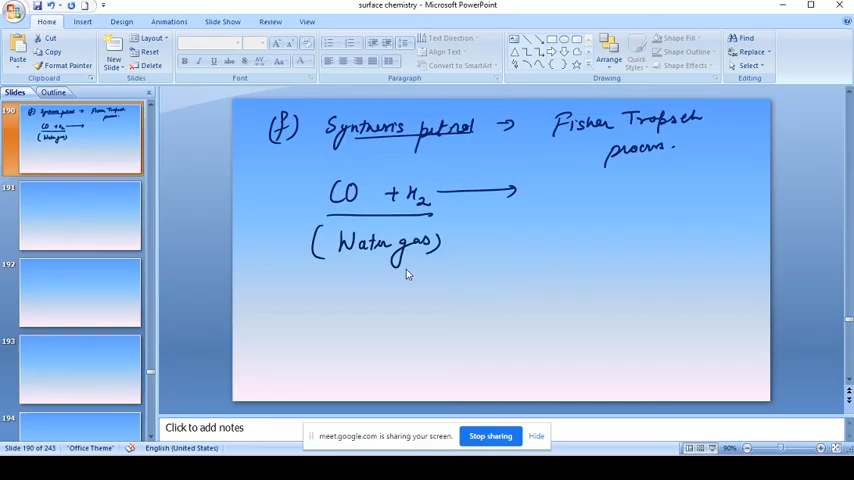 surface chemistry - Microsoft PowerPoint
Home Insert Design Animations Slide Show Review View
Cut
Copy
Format Painter
Paste
Clipboard
New Slide
Layout
Reset
Delete
Slides
B I U abe S AV Aa A
Font
Paragraph
Text Direction
Align Text
Convert to SmartArt
Drawing
Arrange
Quick Styles
Shape Fill
Shape Outline
Shape Effects
Find
Replace
Select
Editing
Slides Outline
190
191
192
193
194
(f) Synthesis petrol → Fisher Tropsch
process.
CO + H2 →
(Water gas)
Click to add notes
meet.google.com is sharing your screen. Stop sharing Hide
Slide 190 of 243 "Office Theme" English (United States) 90%